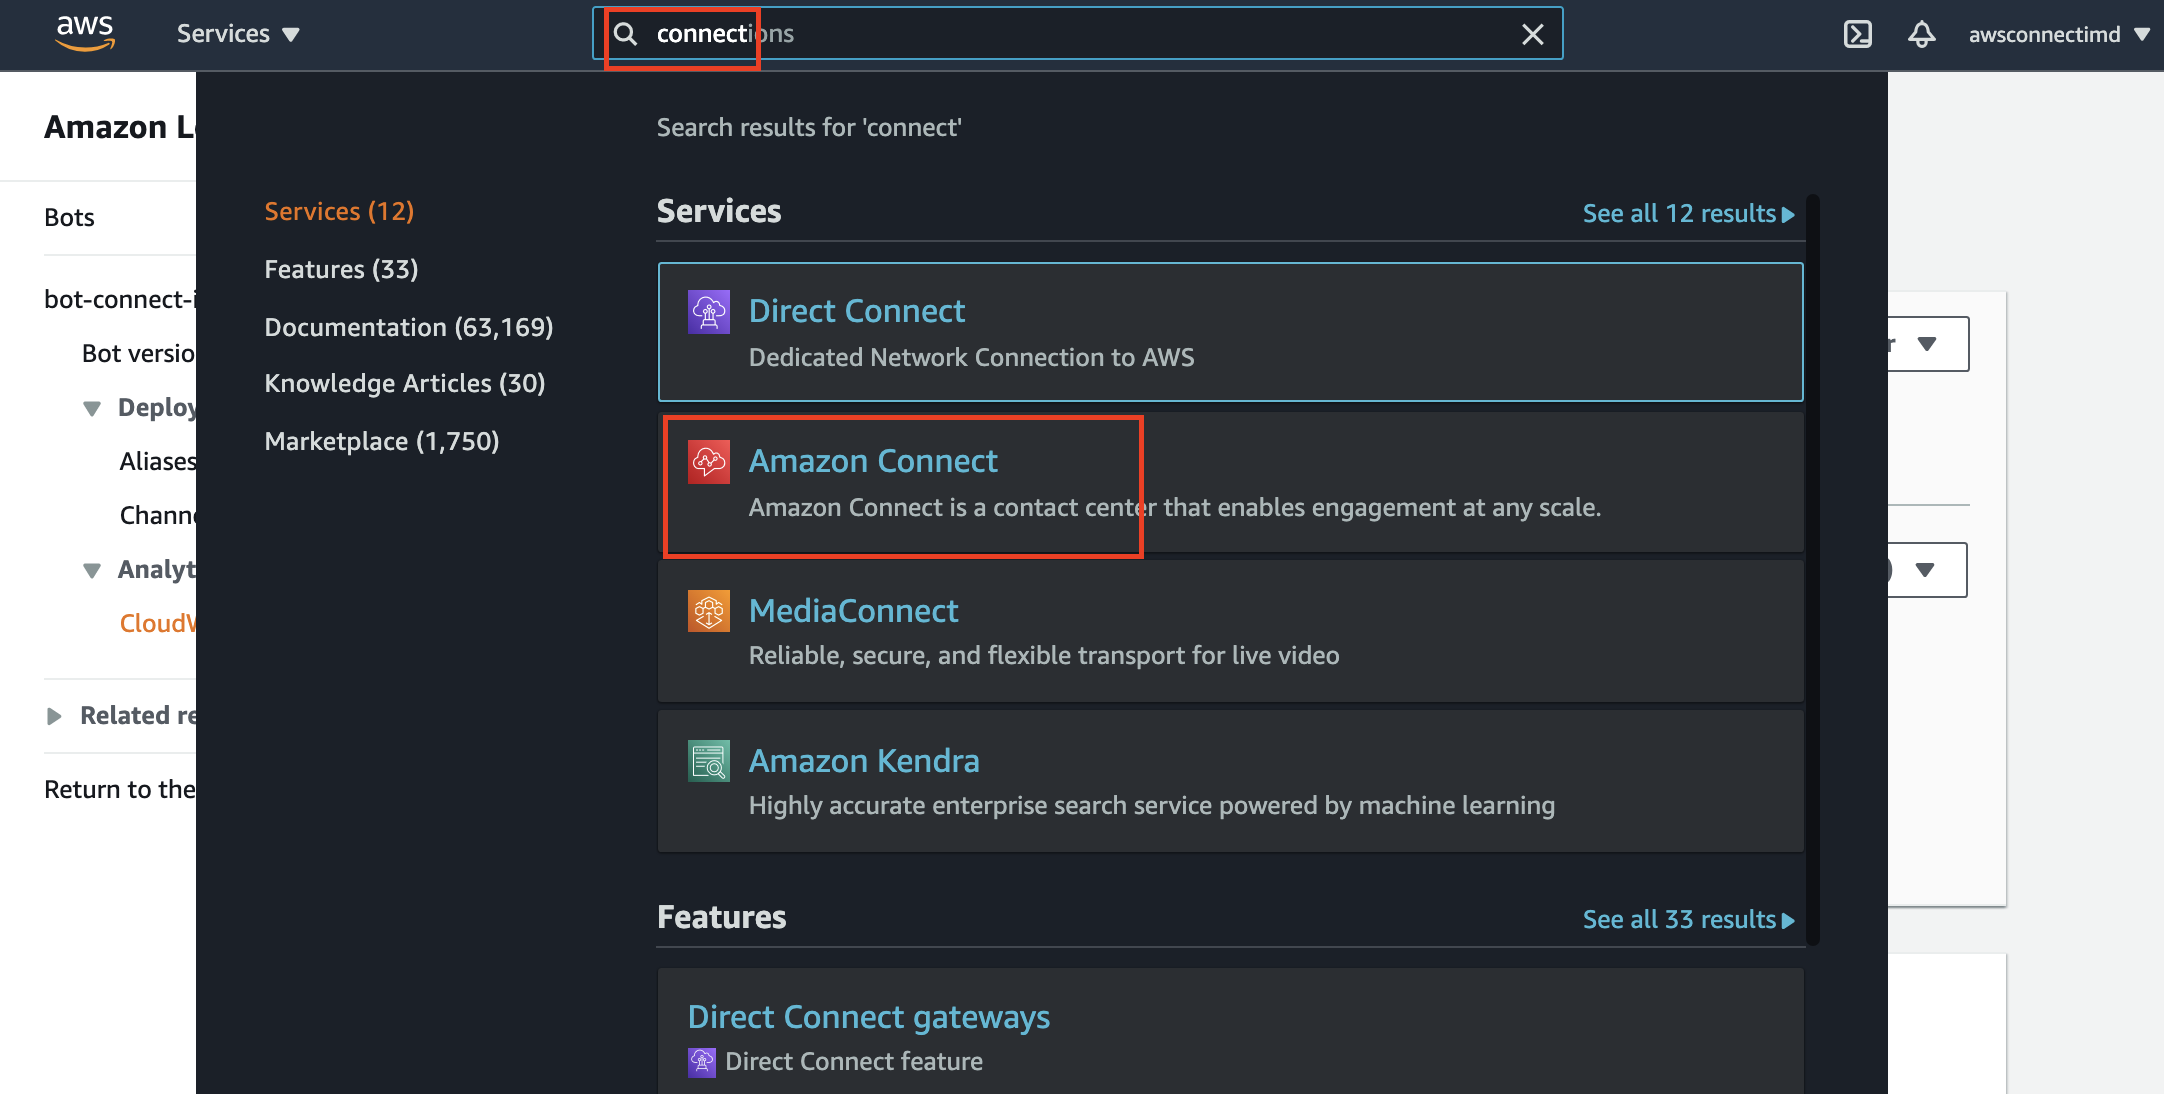 aws
Services
connections
awsconnectimd
Amazon L
Bots
bot-connect-i
Bot versio
Deploy
Aliases
Chann
Analyt
CloudW
Related re
Return to the
Search results for 'connect'
Services (12)
Features (33)
Documentation (63,169)
Knowledge Articles (30)
Marketplace (1,750)
Services
See all 12 results
Direct Connect
Dedicated Network Connection to AWS
Amazon Connect
Amazon Connect is a contact center that enables engagement at any scale.
MediaConnect
Reliable, secure, and flexible transport for live video
Amazon Kendra
Highly accurate enterprise search service powered by machine learning
Features
See all 33 results
Direct Connect gateways
Direct Connect feature
r
)